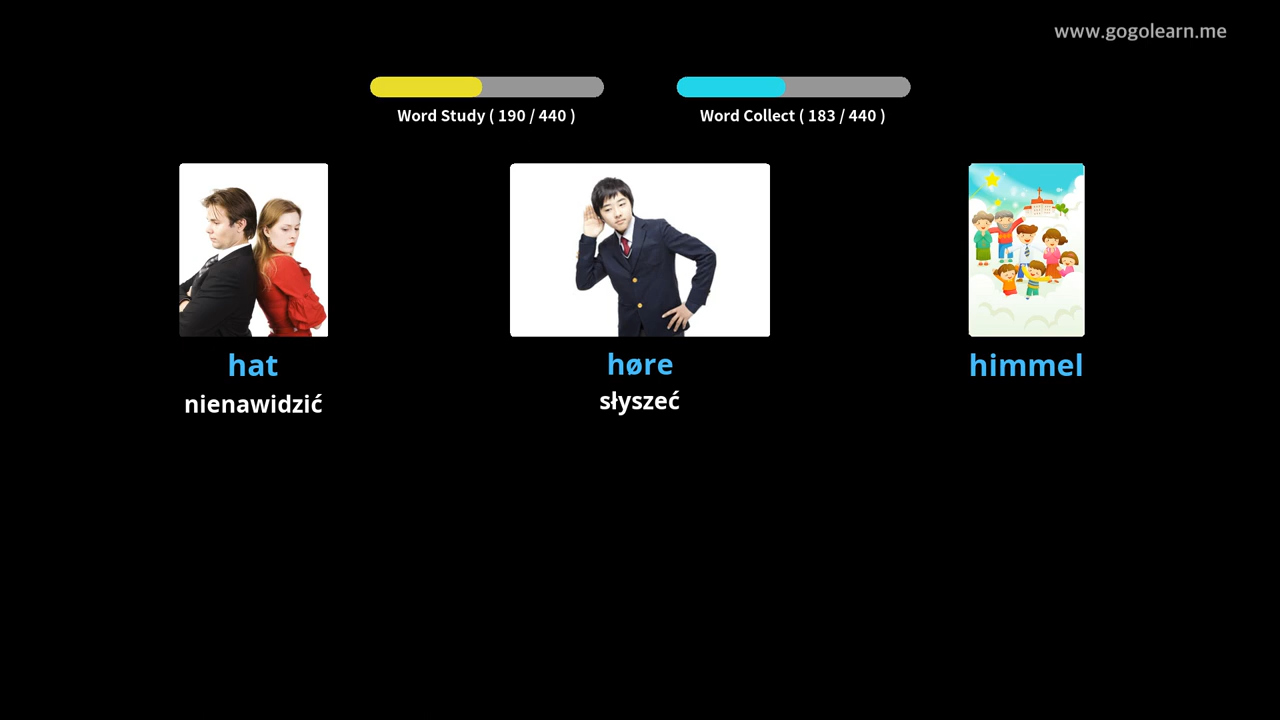 www.gogolearn.me
Word Study ( 190 / 440 )
Word Collect ( 183 / 440 )
hat
nienawidzić
høre
słyszeć
himmel